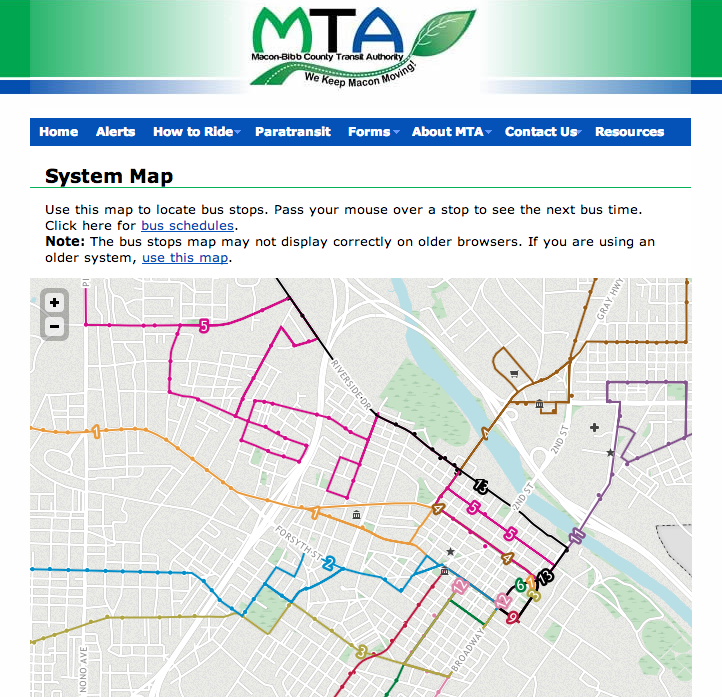 MTA
Macon-Bibb County Transit Authority
We Keep Macon Moving!
Home Alerts How to Ride Paratransit Forms About MTA Contact Us Resources
System Map
Use this map to locate bus stops. Pass your mouse over a stop to see the next bus time.
Click here for bus schedules.
Note: The bus stops map may not display correctly on older browsers. If you are using an
older system, use this map.
+
−
5
GRAY HWY
RIVERSIDE DR
1
2ND ST
13
2ND ST
4
5
1
11
5
FORSYTH ST
4
2
12
6
13
12
9
3
BROADWAY
NONO AVE